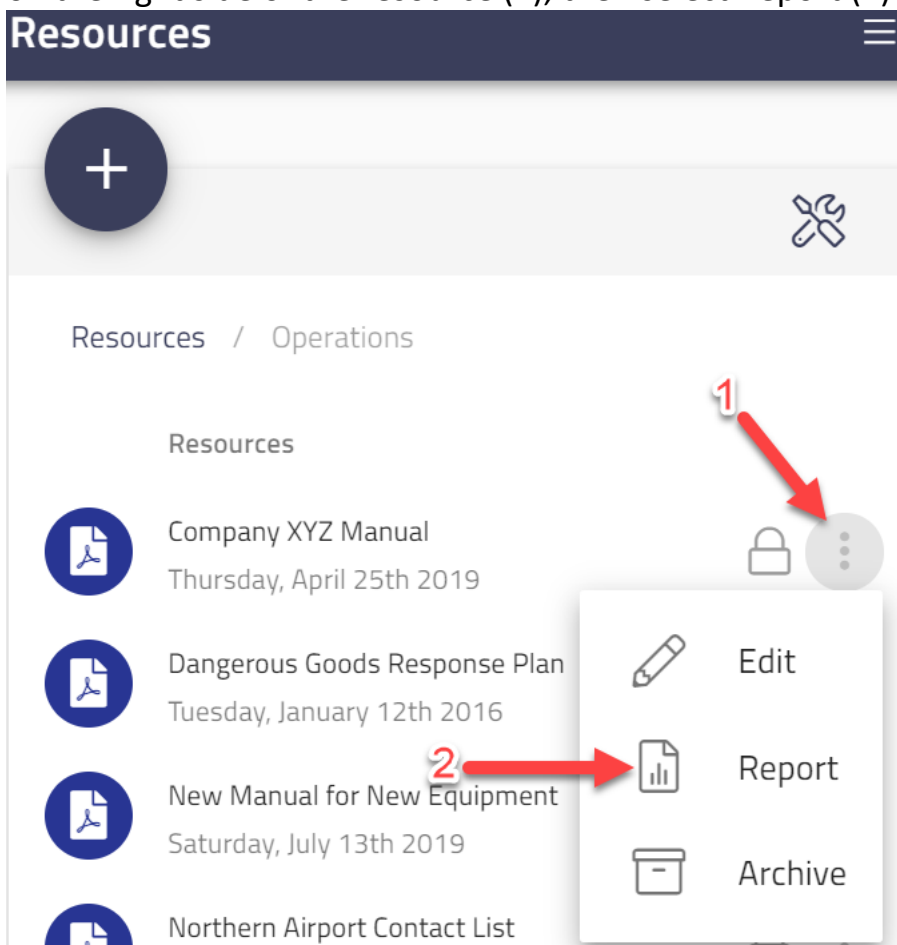 Resources
Resources / Operations
1
Resources
Company XYZ Manual
Thursday, April 25th 2019
Edit
Dangerous Goods Response Plan
Tuesday, January 12th 2016
2
Report
New Manual for New Equipment
Saturday, July 13th 2019
Archive
Northern Airport Contact List